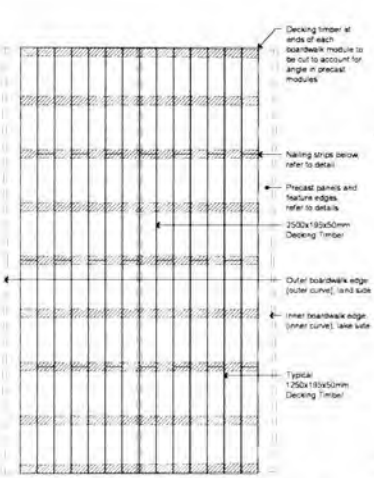 Decking timber at
ends of each
boardwalk module to
be cut to account for
angle in precast
modules
Nailing strips below,
refer to detail
Precast panels and
feature edges,
refer to details
2500x195x50mm
Decking Timber
Outer boardwalk edge
(outer curve), land side
Inner boardwalk edge
(inner curve), lake side
Typical
1250x195x50mm
Decking Timber